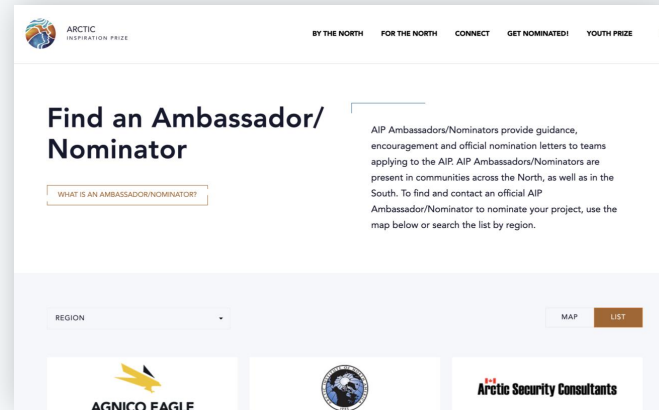 ARCTIC
INSPIRATION PRIZE
BY THE NORTH FOR THE NORTH CONNECT GET NOMINATED! YOUTH PRIZE
Find an Ambassador/
Nominator
WHAT IS AN AMBASSADOR/NOMINATOR?
AIP Ambassadors/Nominators provide guidance,
encouragement and official nomination letters to teams
applying to the AIP. AIP Ambassadors/Nominators are
present in communities across the North, as well as in the
South. To find and contact an official AIP
Ambassador/Nominator to nominate your project, use the
map below or search the list by region.
REGION
MAP LIST
AGNICO EAGLE
Arctic Security Consultants